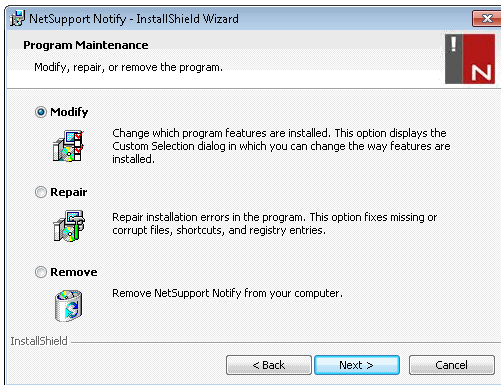 NetSupport Notify - InstallShield Wizard
Program Maintenance
Modify, repair, or remove the program.
! N
Modify
Change which program features are installed. This option displays the
Custom Selection dialog in which you can change the way features are
installed.
Repair
Repair installation errors in the program. This option fixes missing or
corrupt files, shortcuts, and registry entries.
Remove
Remove NetSupport Notify from your computer.
InstallShield
< Back Next > Cancel